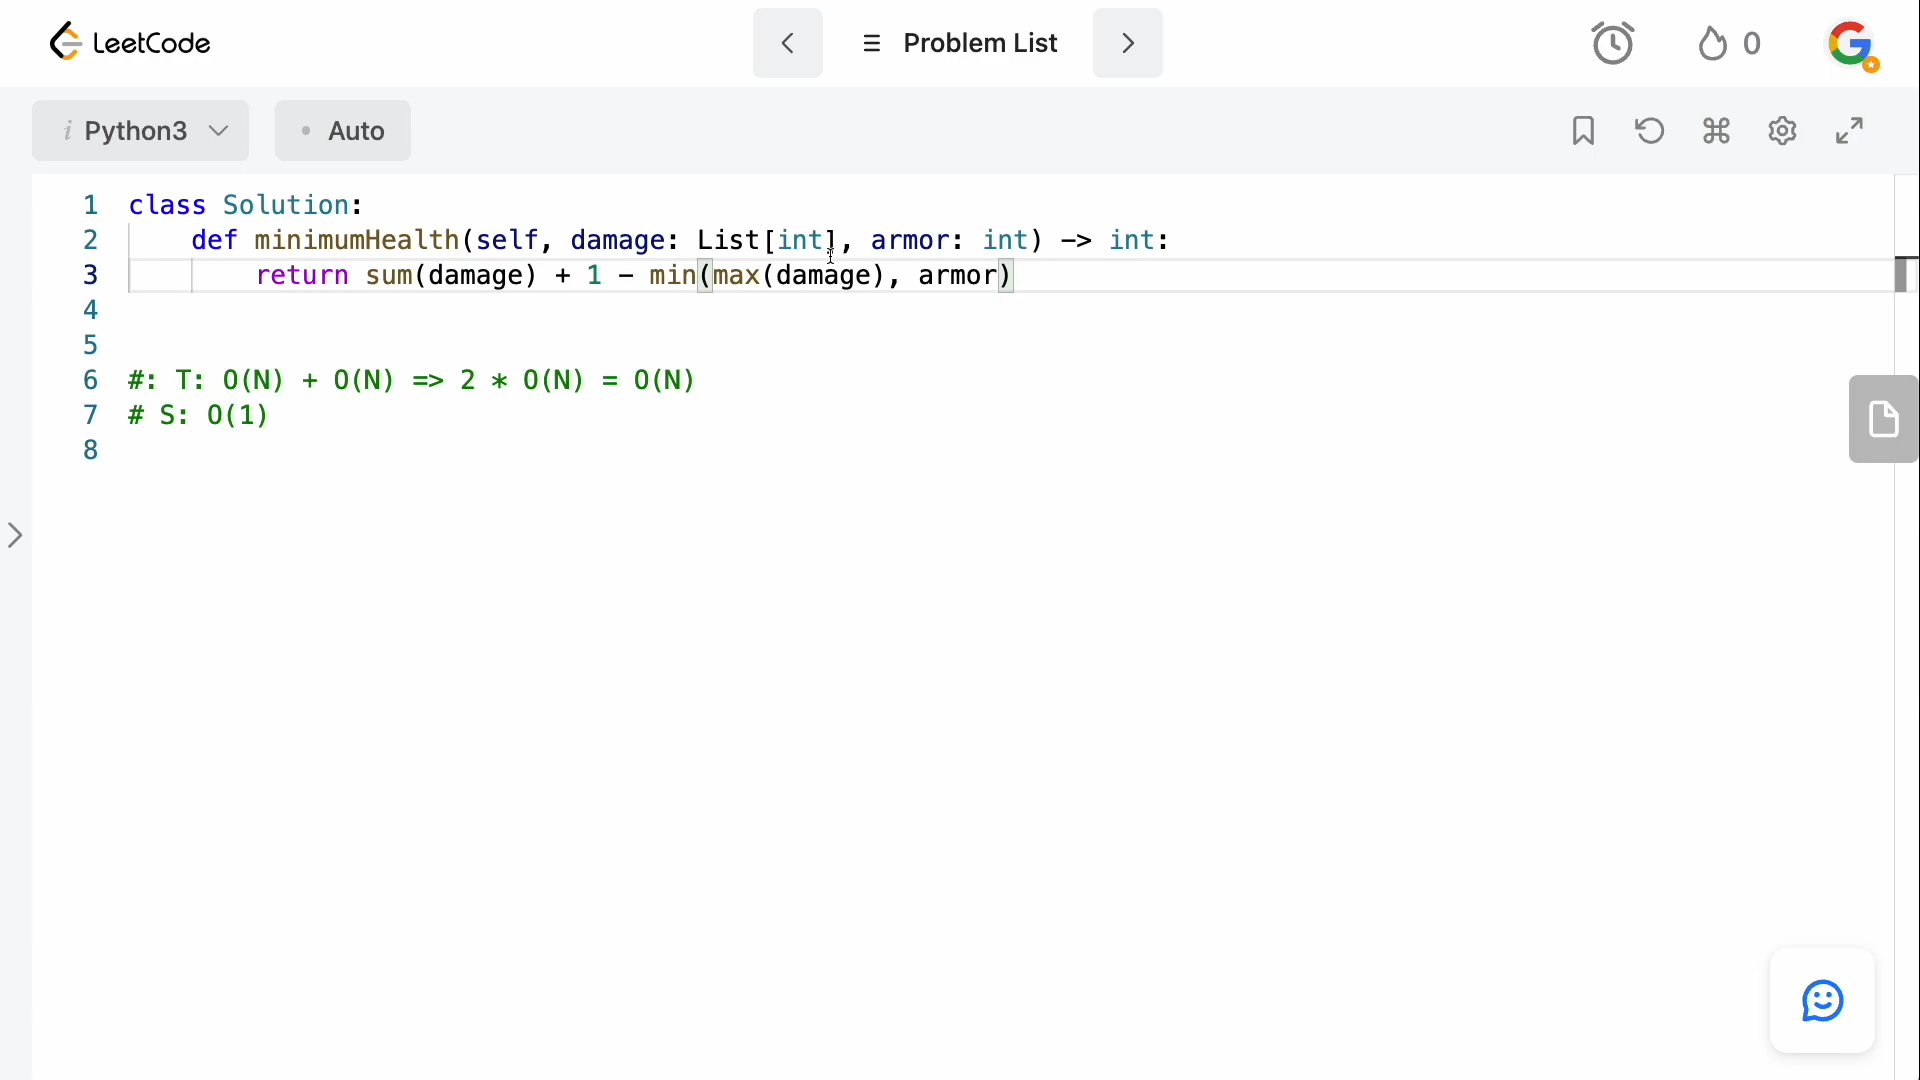 LeetCode
Problem List
0
Python3
Auto
1 class Solution:
2 def minimumHealth(self, damage: List[int], armor: int) -> int:
3 return sum(damage) + 1 - min(max(damage), armor)
4
5
6 #: T: O(N) + O(N) => 2 * O(N) = O(N)
7 # S: O(1)
8